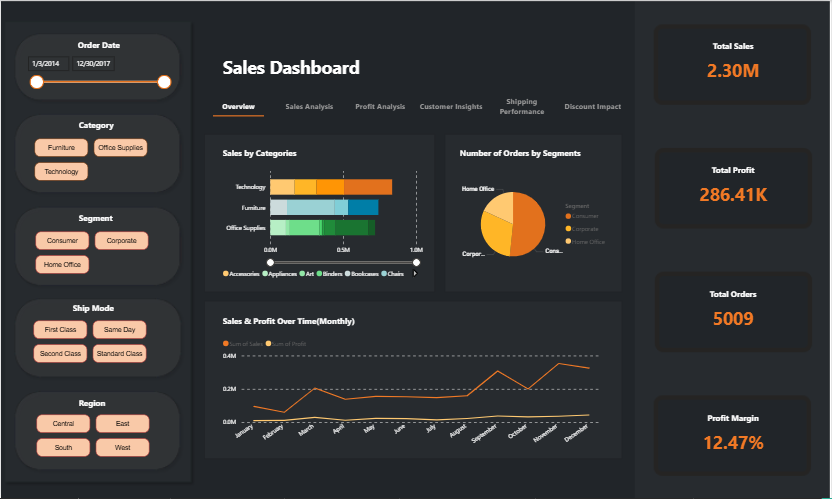 Order Date
1/3/2014 12/30/2017
Category
Furniture Office Supplies
Technology
Segment
Consumer Corporate
Home Office
Ship Mode
First Class Same Day
Second Class Standard Class
Region
Central East
South West
Sales Dashboard
Overview Sales Analysis Profit Analysis Customer Insights Shipping Performance Discount Impact
Sales by Categories
Technology
Furniture
Office Supplies
0.0M 0.5M 1.0M
Accessories Appliances Art Binders Bookcases Chairs
Number of Orders by Segments
Home Office
Corpor...
Cons...
Segment
Consumer
Corporate
Home Office
Sales & Profit Over Time(Monthly)
Sum of Sales Sum of Profit
0.4M
0.2M
0.0M
January February March April May June July August September October November December
Total Sales
2.30M
Total Profit
286.41K
Total Orders
5009
Profit Margin
12.47%